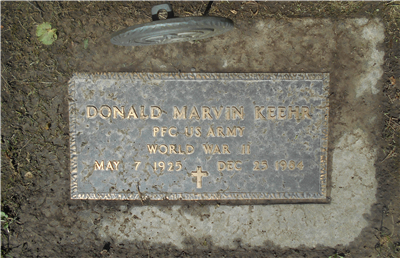 DONALD MARVIN KEEHR
PFC US ARMY
WORLD WAR II
MAY 7 1925 DEC 25 1984